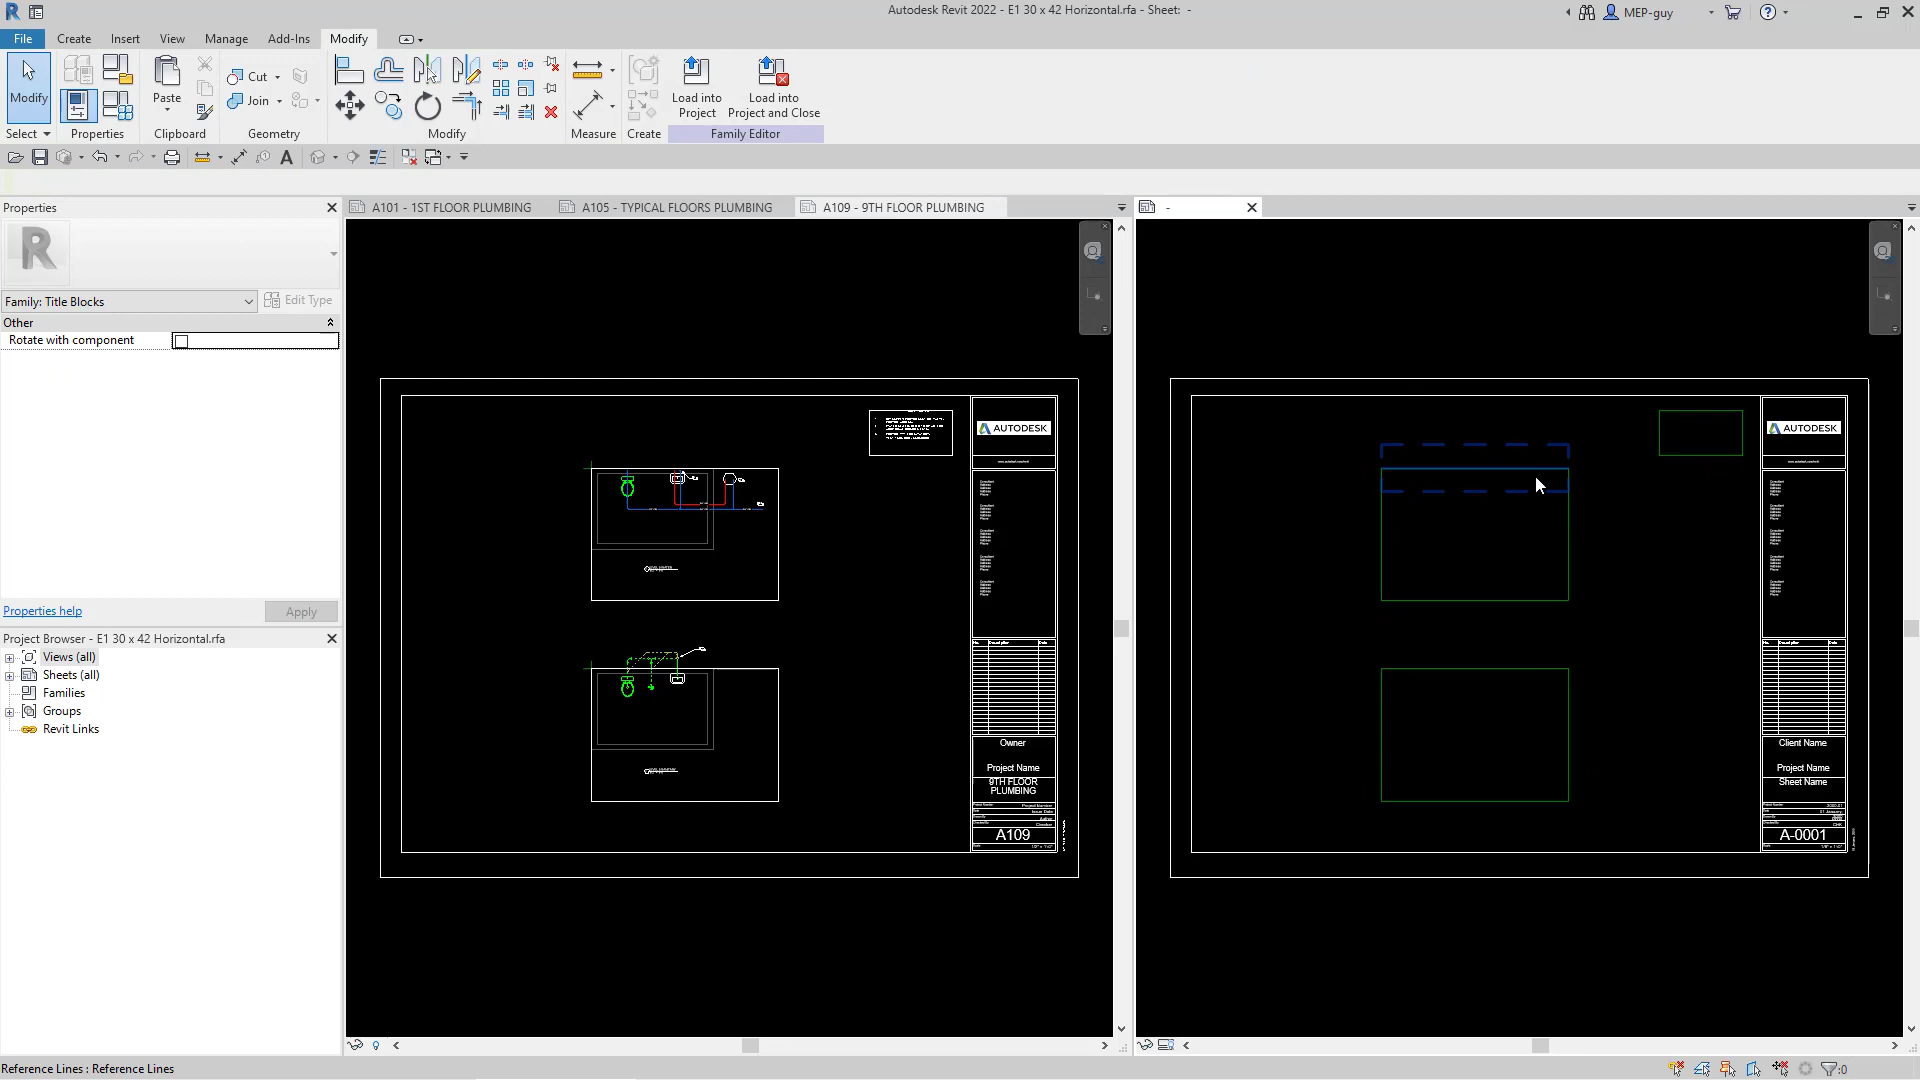 Autodesk Revit 2022 - E1 30 x 42 Horizontal.rfa - Sheet: -
MEP-guy
File Create Insert View Manage Add-Ins Modify
Modify
Paste
Cut
Join
Load into Project
Load into Project and Close
Select Properties Clipboard Geometry Modify Measure Create Family Editor
Properties
A101 - 1ST FLOOR PLUMBING
A105 - TYPICAL FLOORS PLUMBING
A109 - 9TH FLOOR PLUMBING
-
Family: Title Blocks
Edit Type
Other
Rotate with component
Properties help
Apply
Project Browser - E1 30 x 42 Horizontal.rfa
Views (all)
Sheets (all)
Families
Groups
Revit Links
AUTODESK
Owner
Project Name
9TH FLOOR
PLUMBING
A109
AUTODESK
Client Name
Project Name
Sheet Name
A-0001
Reference Lines : Reference Lines
:0